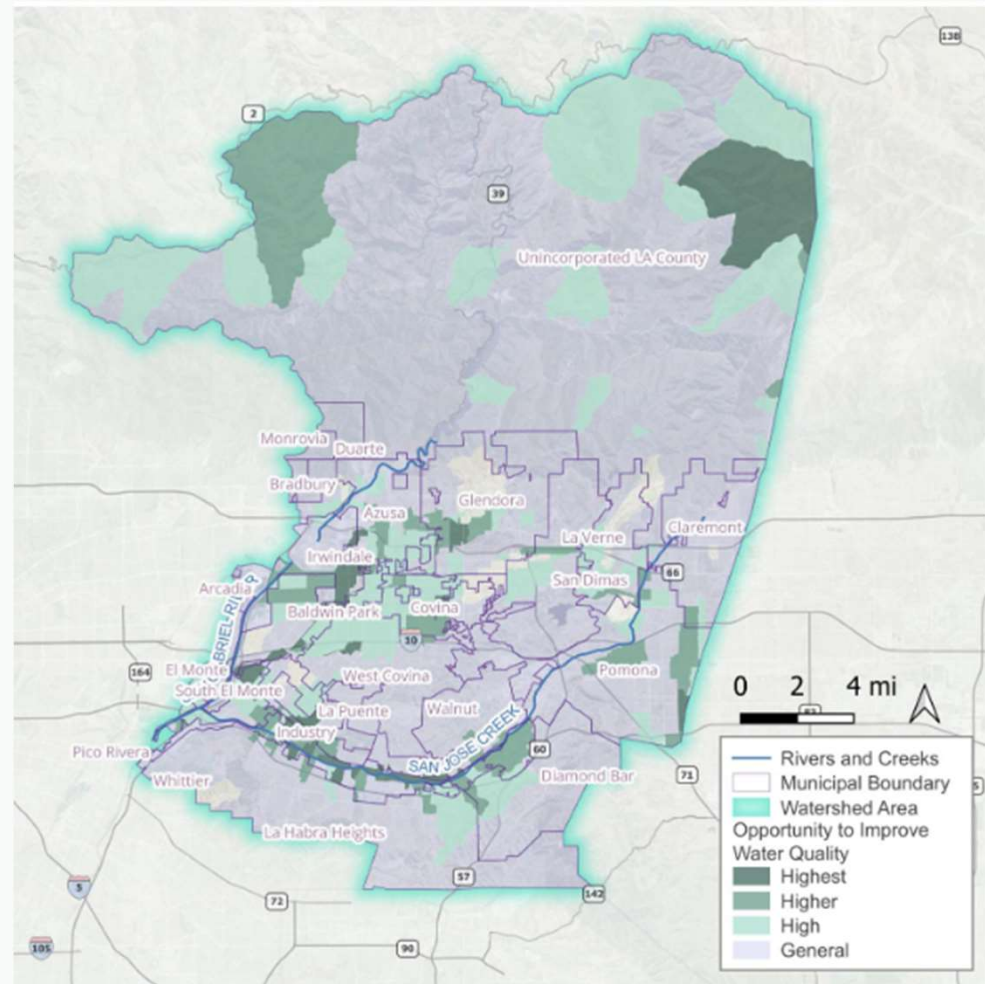 138
2
39
Unincorporated LA County
Monrovia
Duarte
Bradbury
Glendora
Azusa
Claremont
La Verne
Irwindale
66
San Dimas
Arcadia
Baldwin Park
Covina
10
164
El Monte
West Covina
Pomona
South El Monte
La Puente
Walnut
Industry
SAN JOSE CREEK
60
Pico Rivera
Whittier
Diamond Bar
71
La Habra Heights
57
5
142
72
105
90
0 2 4 mi
Rivers and Creeks
Municipal Boundary
Watershed Area
Opportunity to Improve
Water Quality
Highest
Higher
High
General